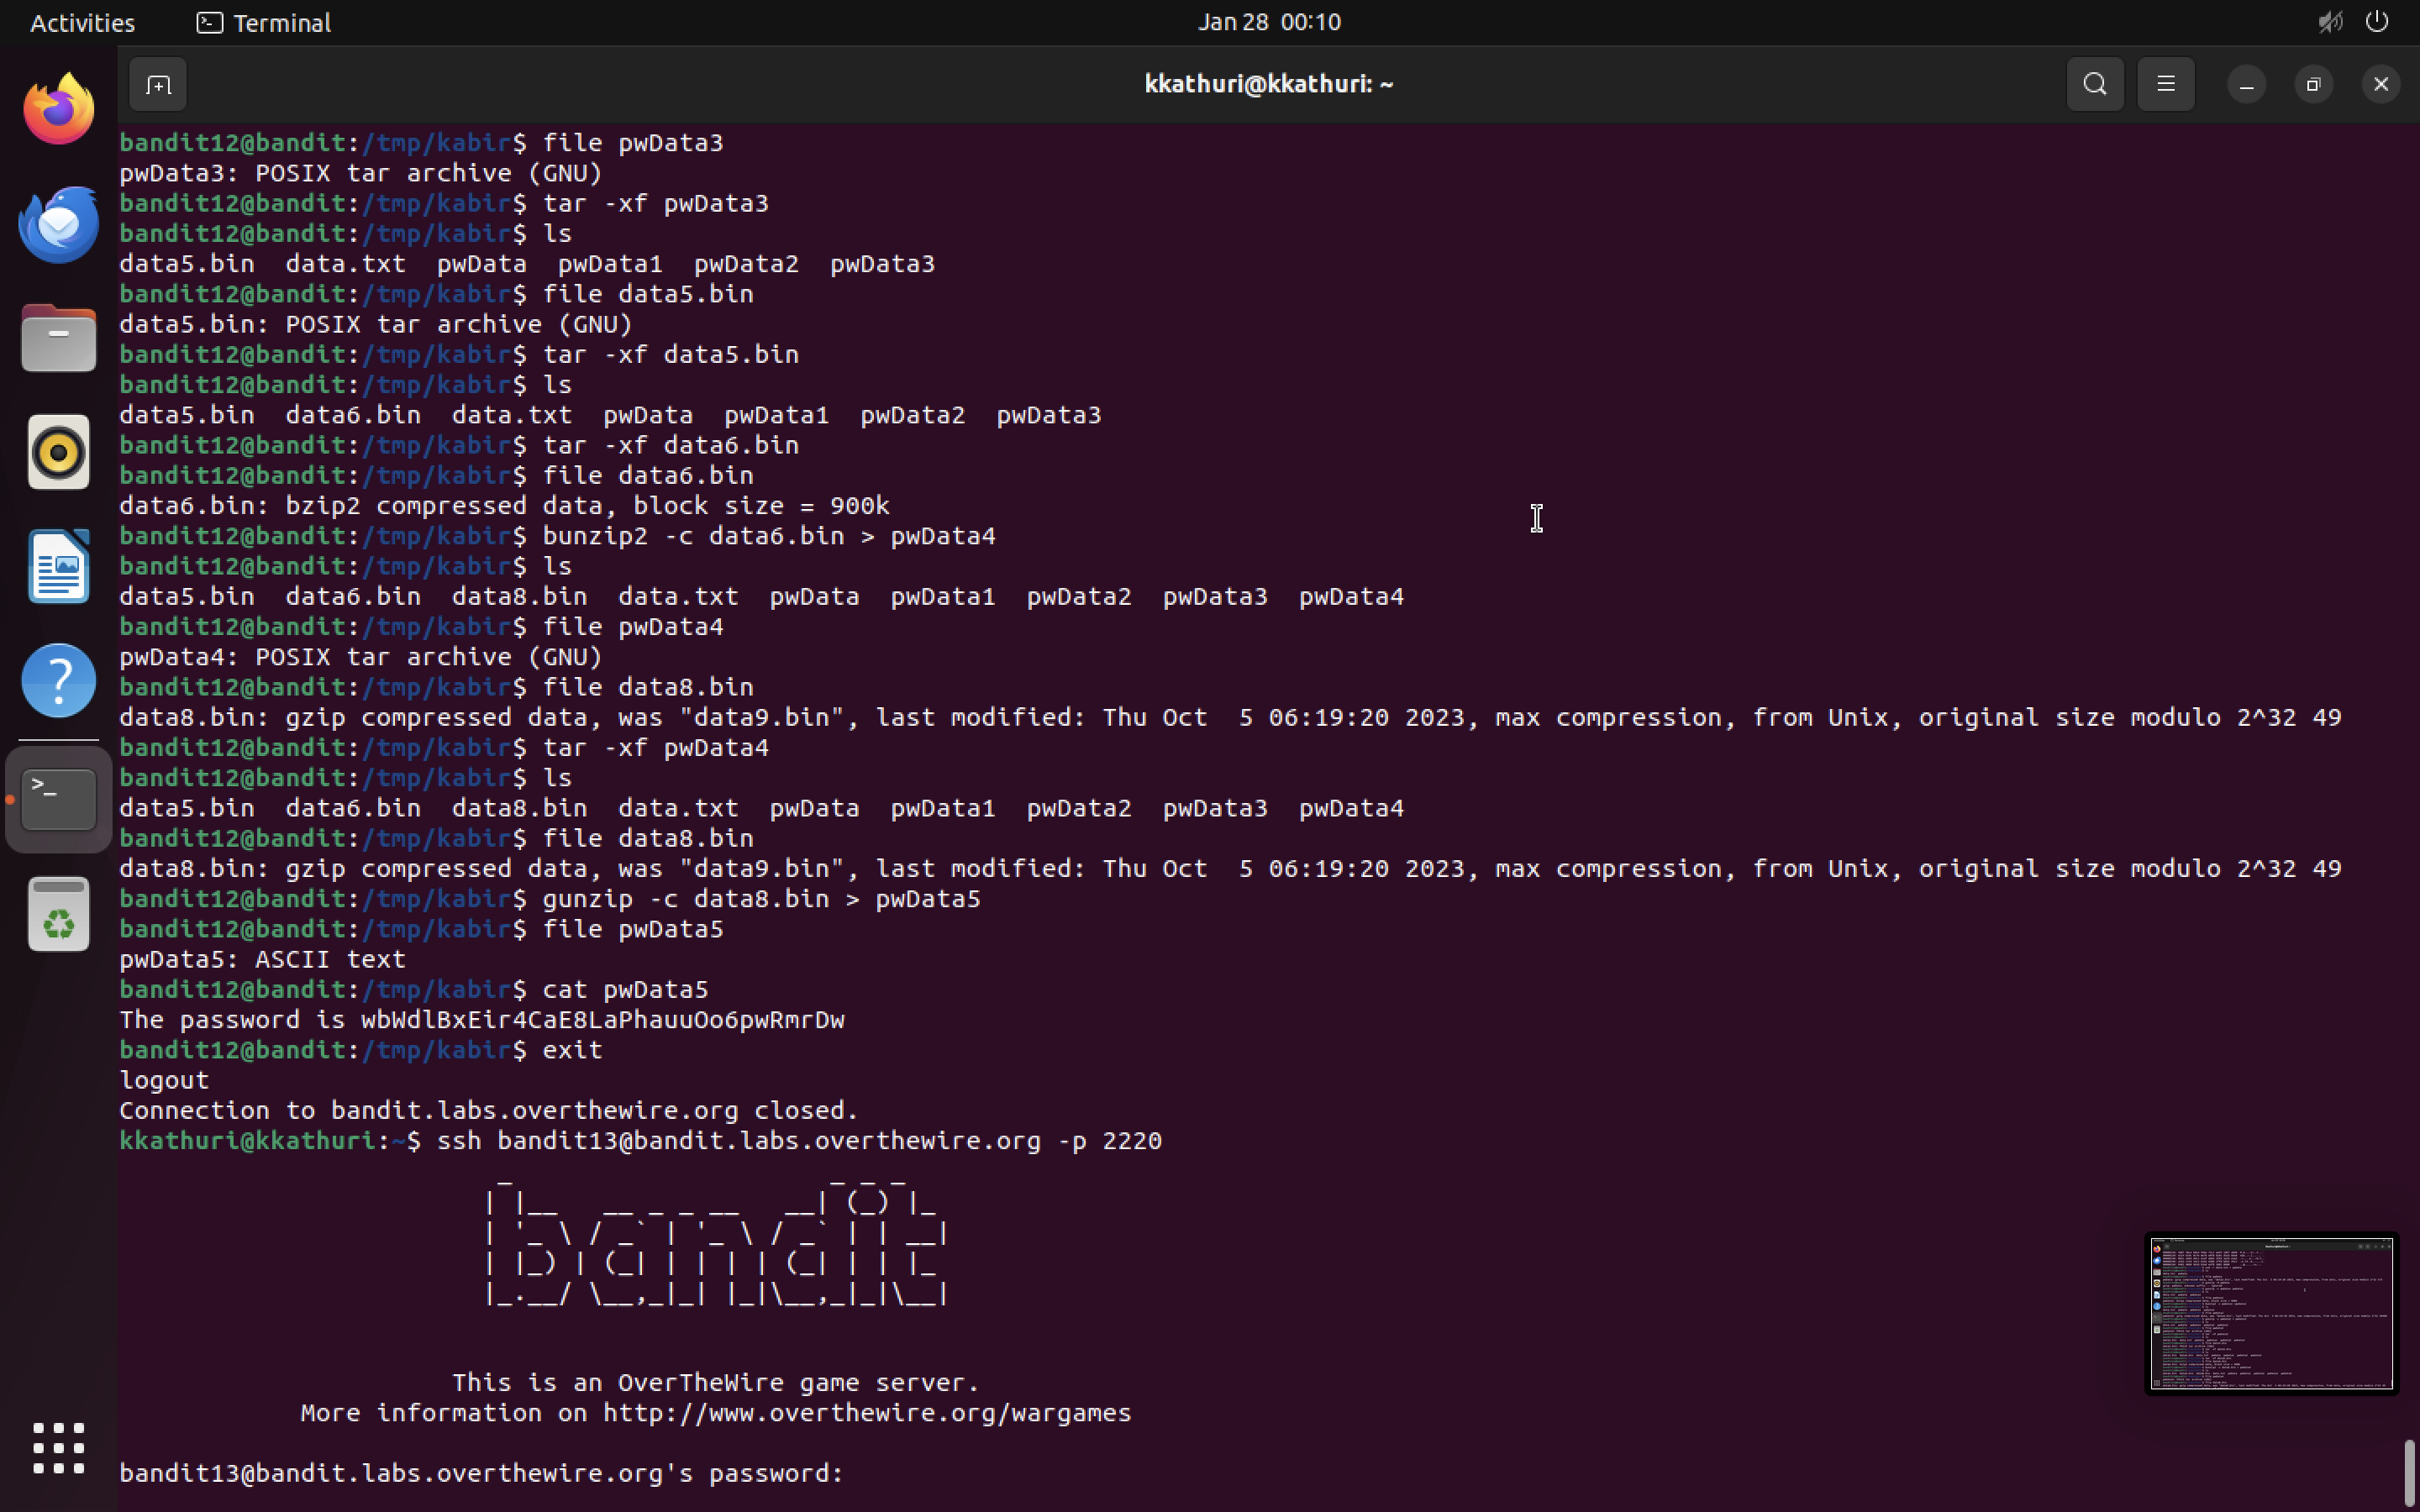 Activities Terminal Jan 28 00:10
kkathuri@kkathuri: ~
bandit12@bandit:/tmp/kabir$ file pwData3
pwData3: POSIX tar archive (GNU)
bandit12@bandit:/tmp/kabir$ tar -xf pwData3
bandit12@bandit:/tmp/kabir$ ls
data5.bin  data.txt  pwData  pwData1  pwData2  pwData3
bandit12@bandit:/tmp/kabir$ file data5.bin
data5.bin: POSIX tar archive (GNU)
bandit12@bandit:/tmp/kabir$ tar -xf data5.bin
bandit12@bandit:/tmp/kabir$ ls
data5.bin  data6.bin  data.txt  pwData  pwData1  pwData2  pwData3
bandit12@bandit:/tmp/kabir$ tar -xf data6.bin
bandit12@bandit:/tmp/kabir$ file data6.bin
data6.bin: bzip2 compressed data, block size = 900k
bandit12@bandit:/tmp/kabir$ bunzip2 -c data6.bin > pwData4
bandit12@bandit:/tmp/kabir$ ls
data5.bin  data6.bin  data8.bin  data.txt  pwData  pwData1  pwData2  pwData3  pwData4
bandit12@bandit:/tmp/kabir$ file pwData4
pwData4: POSIX tar archive (GNU)
bandit12@bandit:/tmp/kabir$ file data8.bin
data8.bin: gzip compressed data, was "data9.bin", last modified: Thu Oct  5 06:19:20 2023, max compression, from Unix, original size modulo 2^32 49
bandit12@bandit:/tmp/kabir$ tar -xf pwData4
bandit12@bandit:/tmp/kabir$ ls
data5.bin  data6.bin  data8.bin  data.txt  pwData  pwData1  pwData2  pwData3  pwData4
bandit12@bandit:/tmp/kabir$ file data8.bin
data8.bin: gzip compressed data, was "data9.bin", last modified: Thu Oct  5 06:19:20 2023, max compression, from Unix, original size modulo 2^32 49
bandit12@bandit:/tmp/kabir$ gunzip -c data8.bin > pwData5
bandit12@bandit:/tmp/kabir$ file pwData5
pwData5: ASCII text
bandit12@bandit:/tmp/kabir$ cat pwData5
The password is wbWdlBxEir4CaE8LaPhauuOo6pwRmrDw
bandit12@bandit:/tmp/kabir$ exit
logout
Connection to bandit.labs.overthewire.org closed.
kkathuri@kkathuri:~$ ssh bandit13@bandit.labs.overthewire.org -p 2220
bandit
This is an OverTheWire game server.
More information on http://www.overthewire.org/wargames
bandit13@bandit.labs.overthewire.org's password: